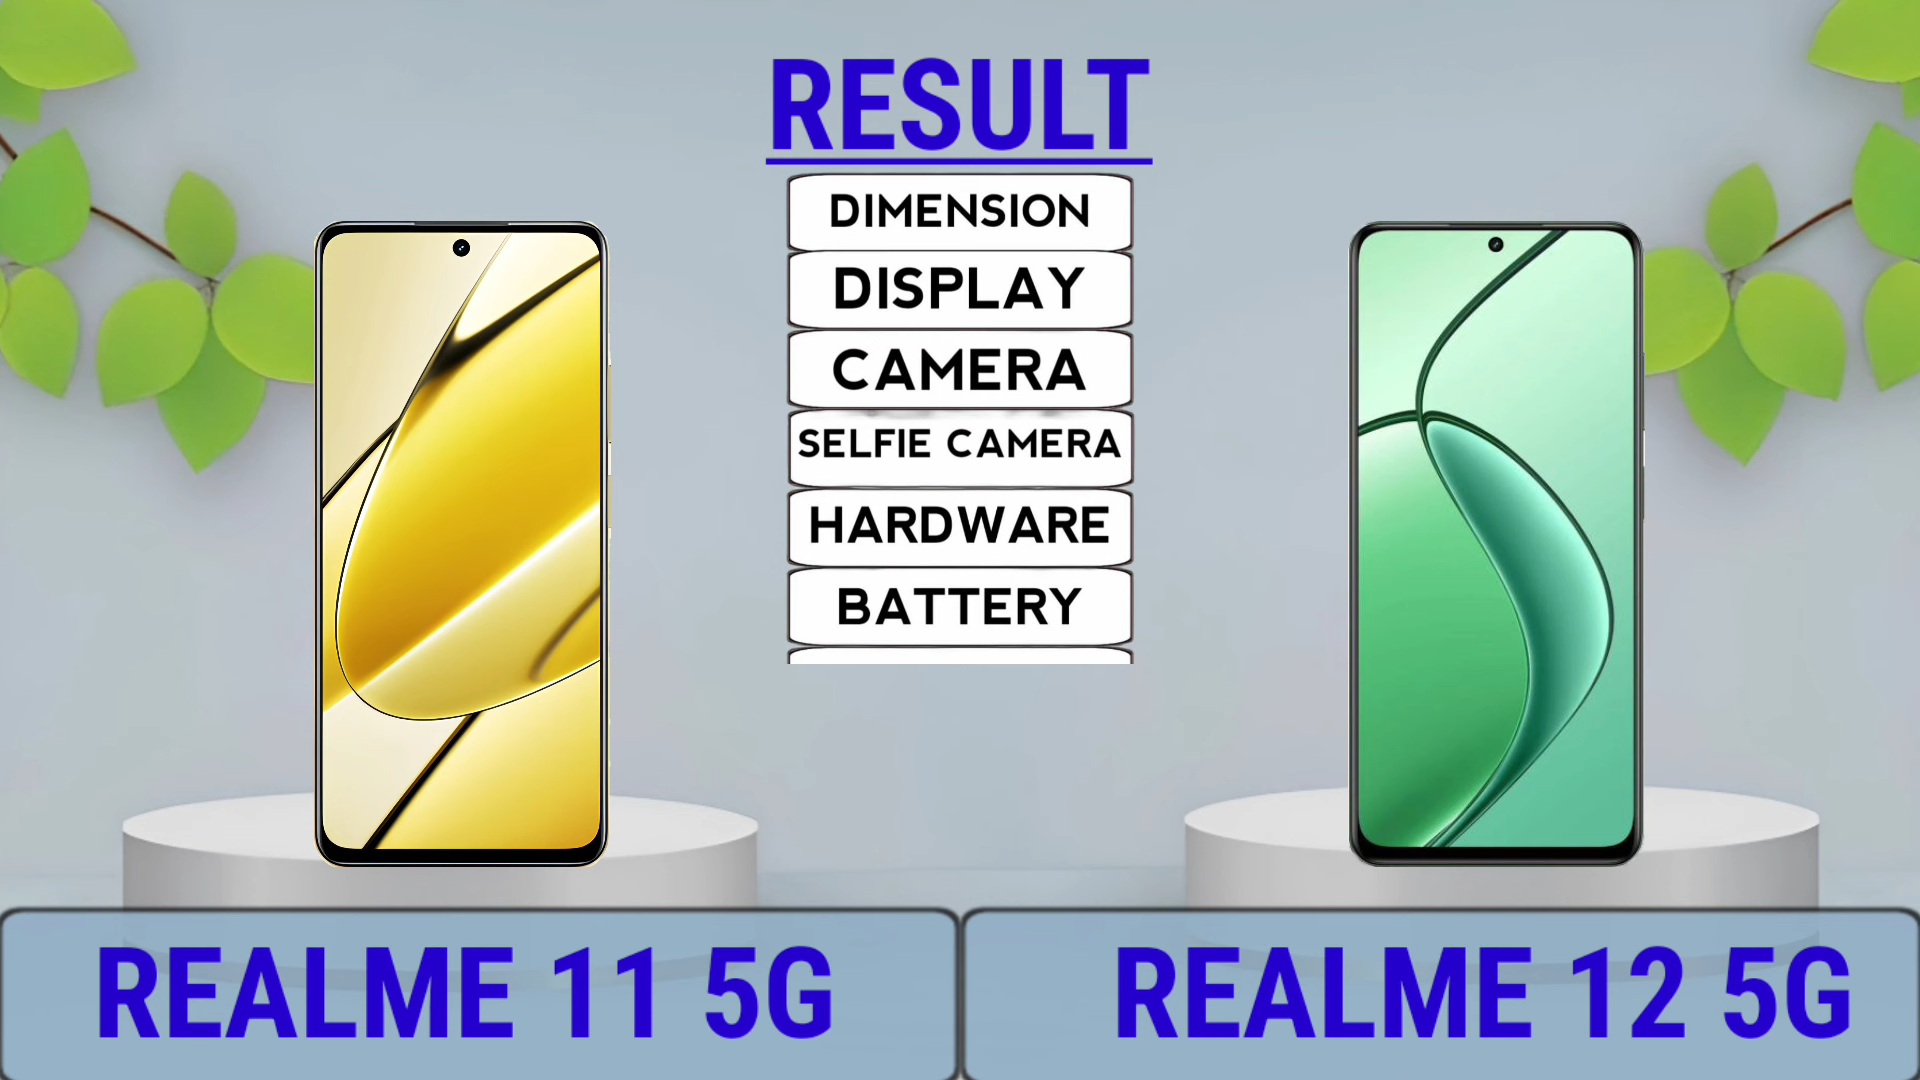 RESULT
DIMENSION
DISPLAY
CAMERA
SELFIE CAMERA
HARDWARE
BATTERY
REALME 11 5G
REALME 12 5G